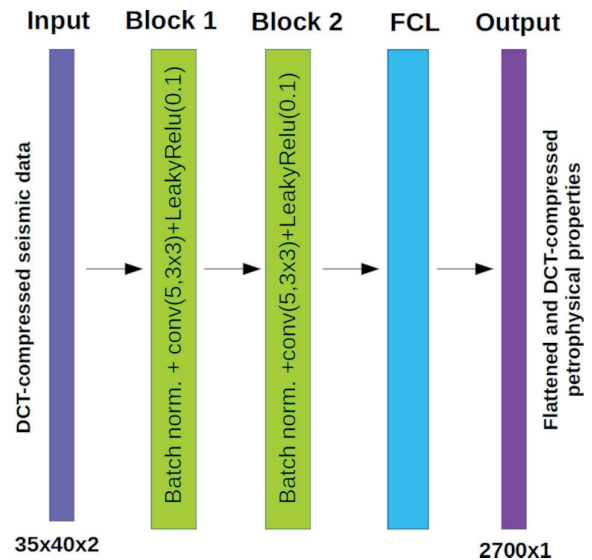 Input Block 1 Block 2 FCL Output
DCT-compressed seismic data
Batch norm. + conv(5,3x3)+LeakyRelu(0.1)
Batch norm. +conv(5,3x3)+LeakyRelu(0.1)
Flattened and DCT-compressed
petrophysical properties
35x40x2
2700x1